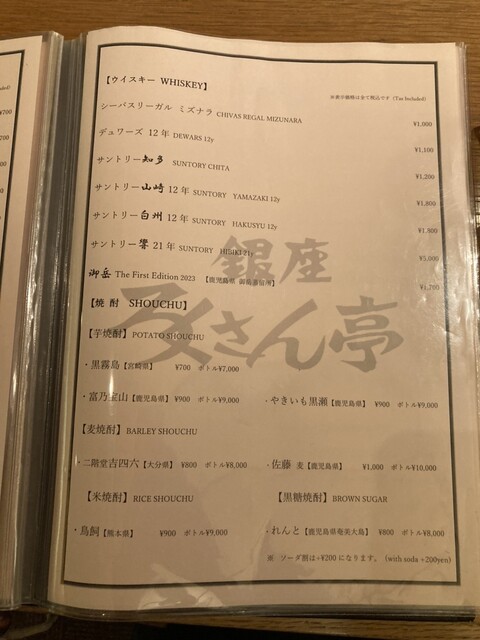 【ウイスキー WHISKEY】
※表示価格は全て税込です (Tax Included)
シーバスリーガル ミズナラ CHIVAS REGAL MIZUNARA ¥1,000
デュワーズ 12年 DEWARS 12y ¥1,100
サントリー知多 SUNTORY CHITA ¥1,200
サントリー山崎 12年 SUNTORY YAMAZAKI 12y ¥1,800
サントリー白州 12年 SUNTORY HAKUSYU 12y ¥1,800
サントリー響 21年 SUNTORY HIBIKI 21y ¥5,000
御岳 The First Edition 2023 【鹿児島県 御岳蒸留所】 ¥1,700
銀座
さん亭
【焼酎 SHOUCHU】
【芋焼酎】POTATO SHOUCHU
・黒霧島【宮崎県】 ¥700 ボトル¥7,000
・富乃宝山【鹿児島県】 ¥900 ボトル¥9,000 ・やきいも黒瀬【鹿児島県】 ¥900 ボトル¥9,000
【麦焼酎】BARLEY SHOUCHU
・二階堂吉四六【大分県】 ¥800 ボトル¥8,000 ・佐藤 麦【鹿児島県】 ¥1,000 ボトル¥10,000
【米焼酎】RICE SHOUCHU 【黒糖焼酎】BROWN SUGAR
・鳥飼【熊本県】 ¥900 ボトル¥9,000 ・れんと【鹿児島県奄美大島】 ¥800 ボトル¥8,000
※ ソーダ割は+¥200になります。 (with soda +200yen)
¥700